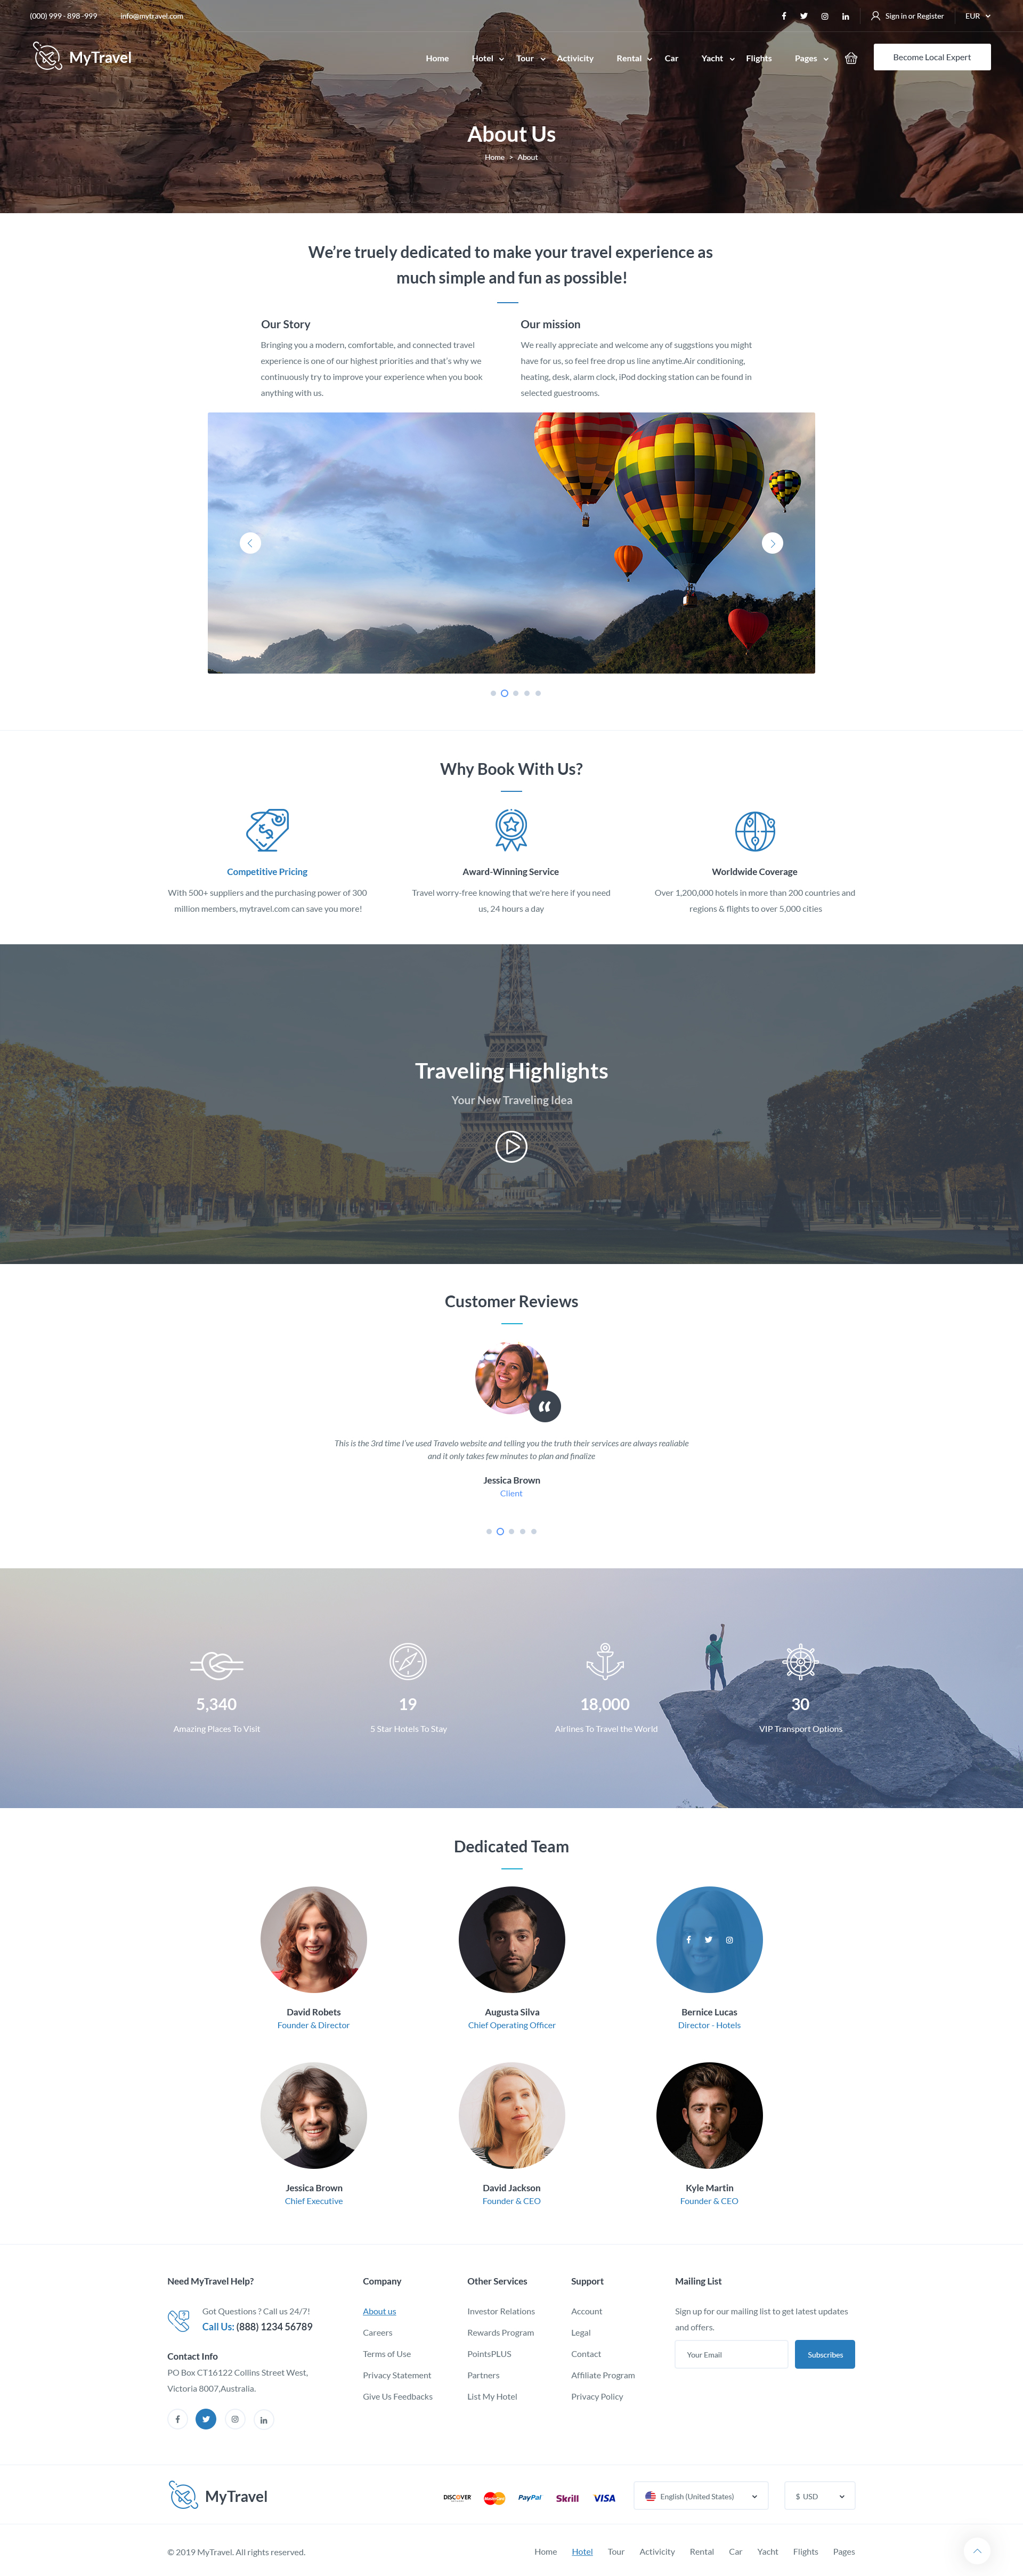 (000) 999 - 898 -999 info@mytravel.com Sign in or Register EUR
MyTravel Home Hotel Tour Activicity Rental Car Yacht Flights Pages Become Local Expert
About Us
Home > About
We're truely dedicated to make your travel experience as
much simple and fun as possible!
Our Story
Bringing you a modern, comfortable, and connected travel
experience is one of our highest priorities and that's why we
continuously try to improve your experience when you book
anything with us.
Our mission
We really appreciate and welcome any of suggstions you might
have for us, so feel free drop us line anytime.Air conditioning,
heating, desk, alarm clock, iPod docking station can be found in
selected guestrooms.
Why Book With Us?
Competitive Pricing
With 500+ suppliers and the purchasing power of 300
million members, mytravel.com can save you more!
Award-Winning Service
Travel worry-free knowing that we're here if you need
us, 24 hours a day
Worldwide Coverage
Over 1,200,000 hotels in more than 200 countries and
regions & flights to over 5,000 cities
Traveling Highlights
Your New Traveling Idea
Customer Reviews
This is the 3rd time I've used Travelo website and telling you the truth their services are always realiable
and it only takes few minutes to plan and finalize
Jessica Brown
Client
5,340
Amazing Places To Visit
19
5 Star Hotels To Stay
18,000
Airlines To Travel the World
30
VIP Transport Options
Dedicated Team
David Robets
Founder & Director
Augusta Silva
Chief Operating Officer
Bernice Lucas
Director - Hotels
Jessica Brown
Chief Executive
David Jackson
Founder & CEO
Kyle Martin
Founder & CEO
Need MyTravel Help?
Got Questions ? Call us 24/7!
Call Us: (888) 1234 56789
Contact Info
PO Box CT16122 Collins Street West,
Victoria 8007,Australia.
Company
About us
Careers
Terms of Use
Privacy Statement
Give Us Feedbacks
Other Services
Investor Relations
Rewards Program
PointsPLUS
Partners
List My Hotel
Support
Account
Legal
Contact
Affiliate Program
Privacy Policy
Mailing List
Sign up for our mailing list to get latest updates
and offers.
Your Email Subscribes
MyTravel DISCOVER MasterCard PayPal Skrill VISA English (United States) $ USD
© 2019 MyTravel. All rights reserved. Home Hotel Tour Activicity Rental Car Yacht Flights Pages